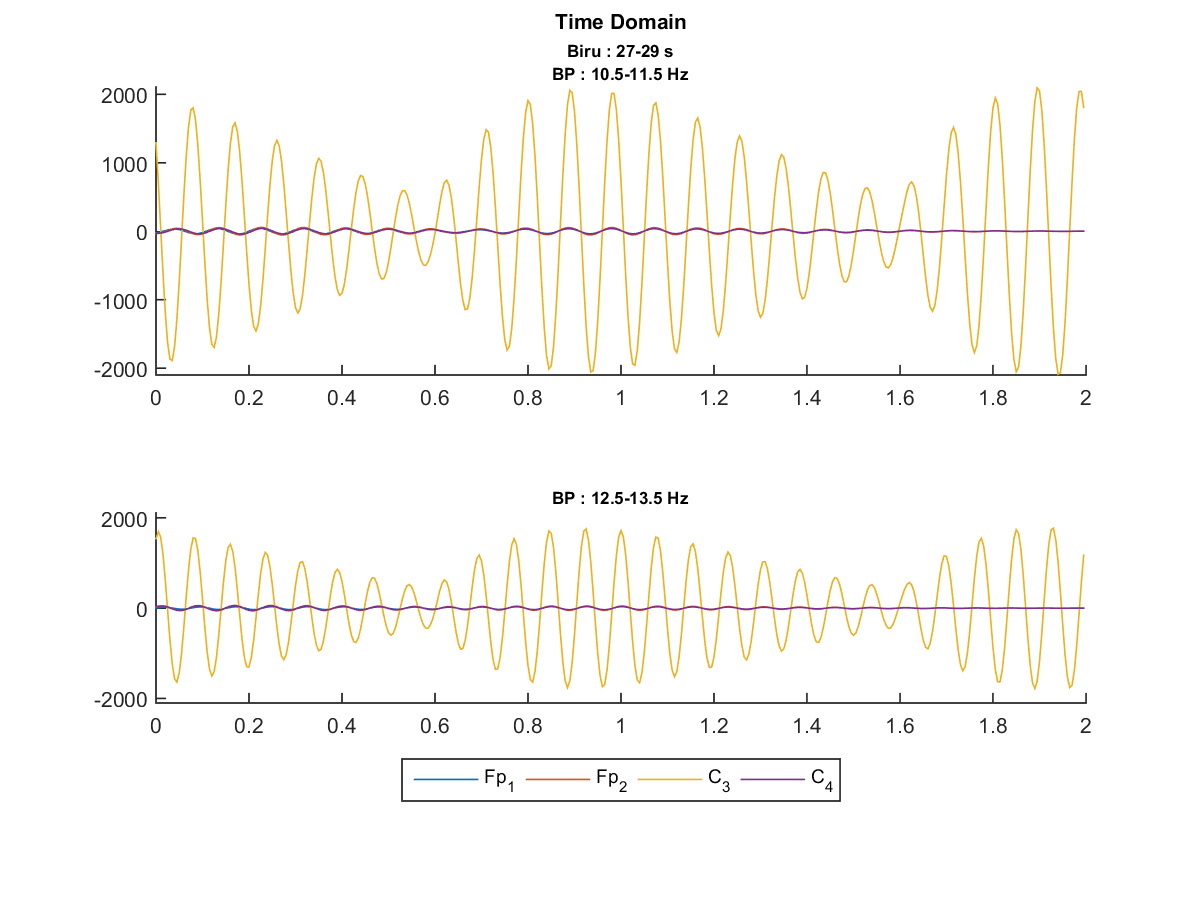 Time Domain
Biru : 27-29 s
BP : 10.5-11.5 Hz
2000
1000
0
-1000
-2000
0 0.2 0.4 0.6 0.8 1 1.2 1.4 1.6 1.8 2
BP : 12.5-13.5 Hz
2000
0
-2000
0 0.2 0.4 0.6 0.8 1 1.2 1.4 1.6 1.8 2
Fp1 Fp2 C3 C4